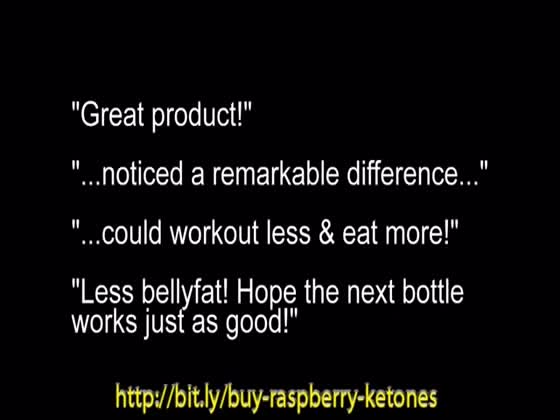 "Great product!"
"...noticed a remarkable difference..."
"...could workout less & eat more!"
"Less bellyfat! Hope the next bottle
works just as good!"
http://bit.ly/buy-raspberry-ketones